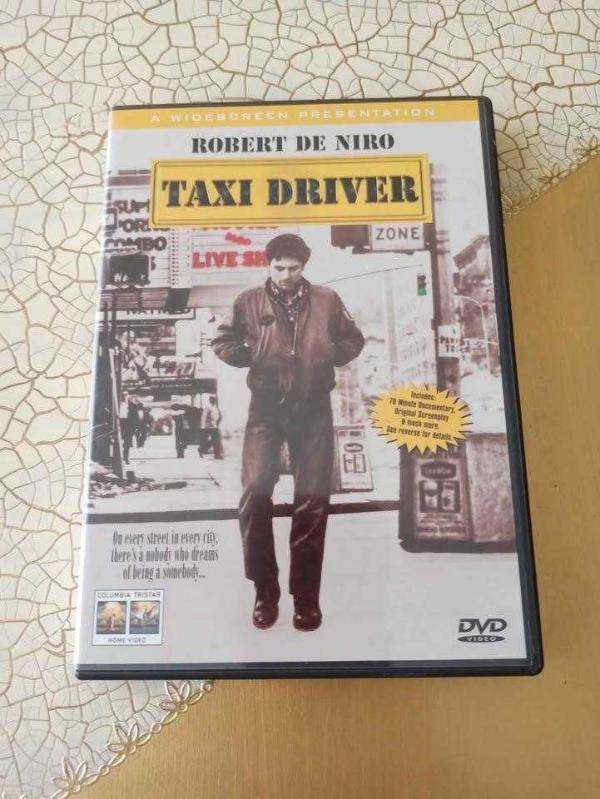 A WIDESCREEN PRESENTATION
ROBERT DE NIRO
TAXI DRIVER
ZONE
COMBO
LIVE SH
Includes:
70 Minute Documentary,
Original Screenplay
& much more.
See reverse for details.
On every street in every city,
there's a nobody who dreams
of being a somebody...
COLUMBIA TRISTAR
HOME VIDEO
DVD
VIDEO